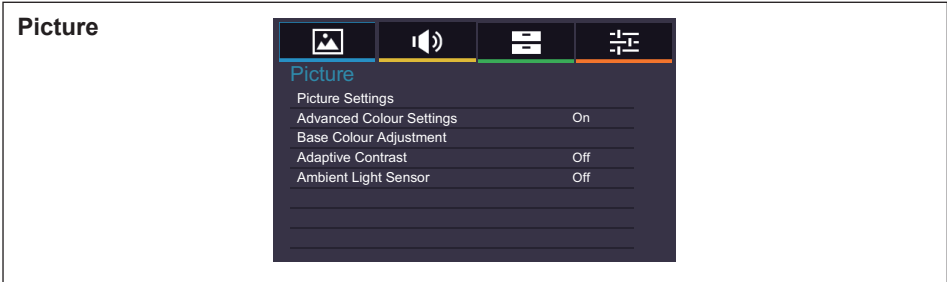 Picture
Picture
Picture Settings
Advanced Colour Settings On
Base Colour Adjustment
Adaptive Contrast Off
Ambient Light Sensor Off